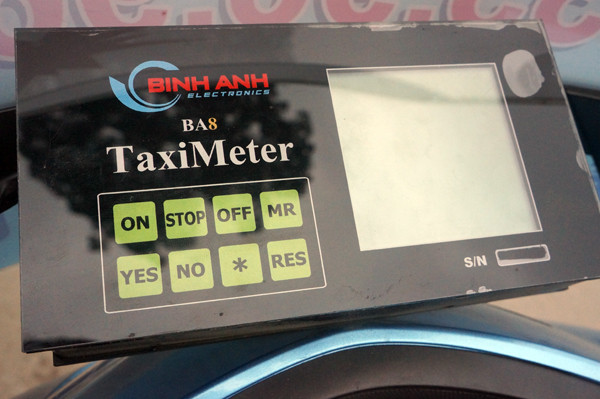 BINH ANH
ELECTRONICS
BA8
TaxiMeter
ON STOP OFF MR
YES NO * RES
S/N